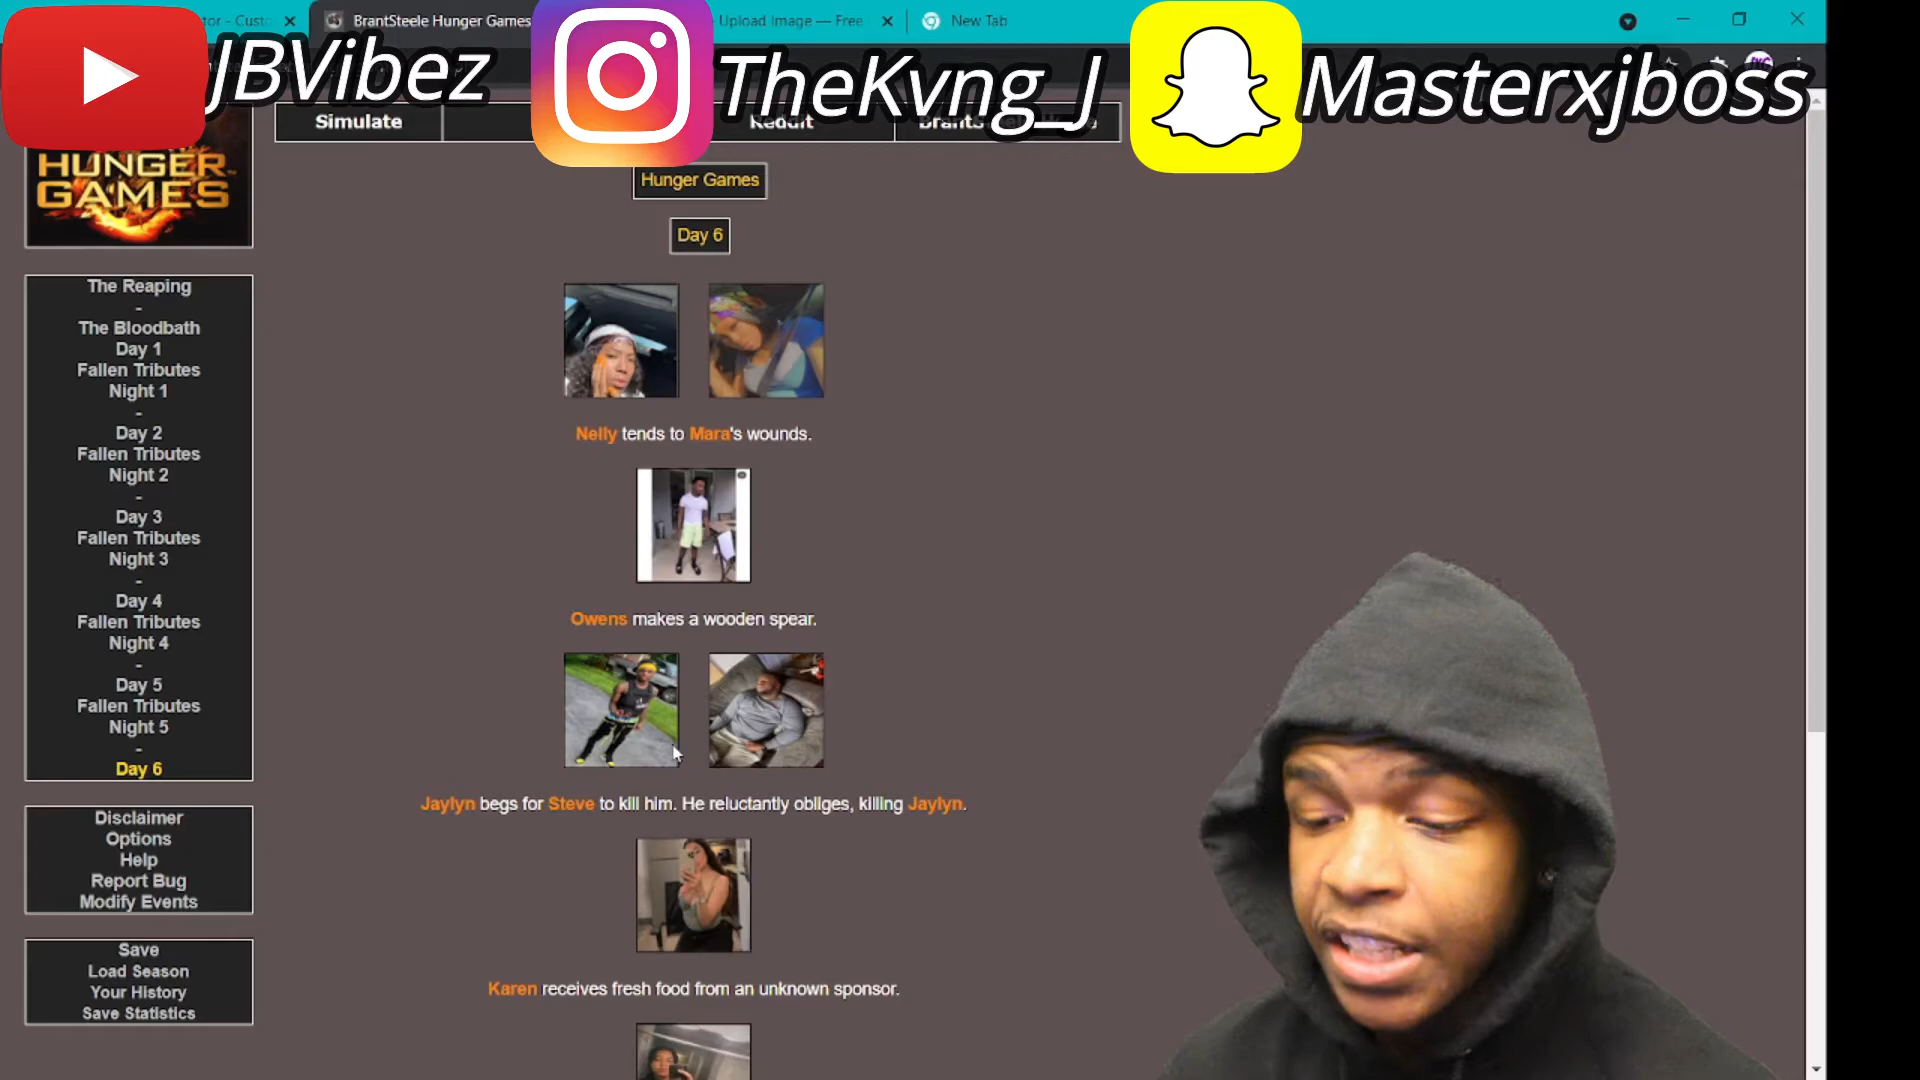 BrantSteele Hunger Games
Upload Image — Free
New Tab
JBVibez
TheKvng_J
Masterxjboss
Simulate
Reddit
HUNGER
GAMES
Hunger Games
Day 6
The Reaping
-
The Bloodbath
Day 1
Fallen Tributes
Night 1
-
Day 2
Fallen Tributes
Night 2
-
Day 3
Fallen Tributes
Night 3
-
Day 4
Fallen Tributes
Night 4
-
Day 5
Fallen Tributes
Night 5
-
Day 6
Disclaimer
Options
Help
Report Bug
Modify Events
Save
Load Season
Your History
Save Statistics
Nelly tends to Mara's wounds.
Owens makes a wooden spear.
Jaylyn begs for Steve to kill him. He reluctantly obliges, killing Jaylyn.
Karen receives fresh food from an unknown sponsor.